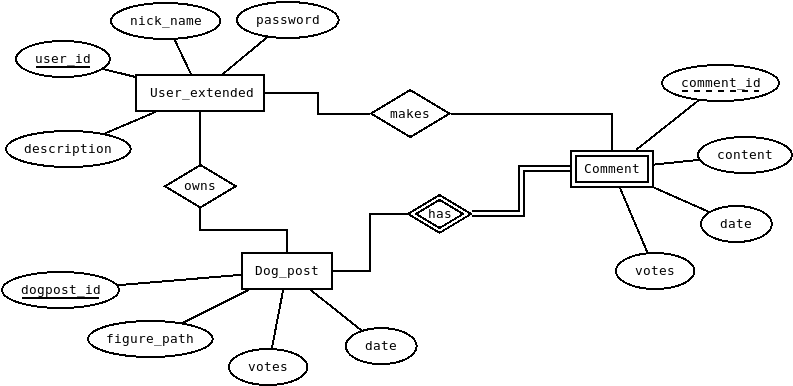 nick_name
password
user_id
User_extended
comment_id
makes
description
content
Comment
owns
has
date
Dog_post
votes
dogpost_id
figure_path
date
votes